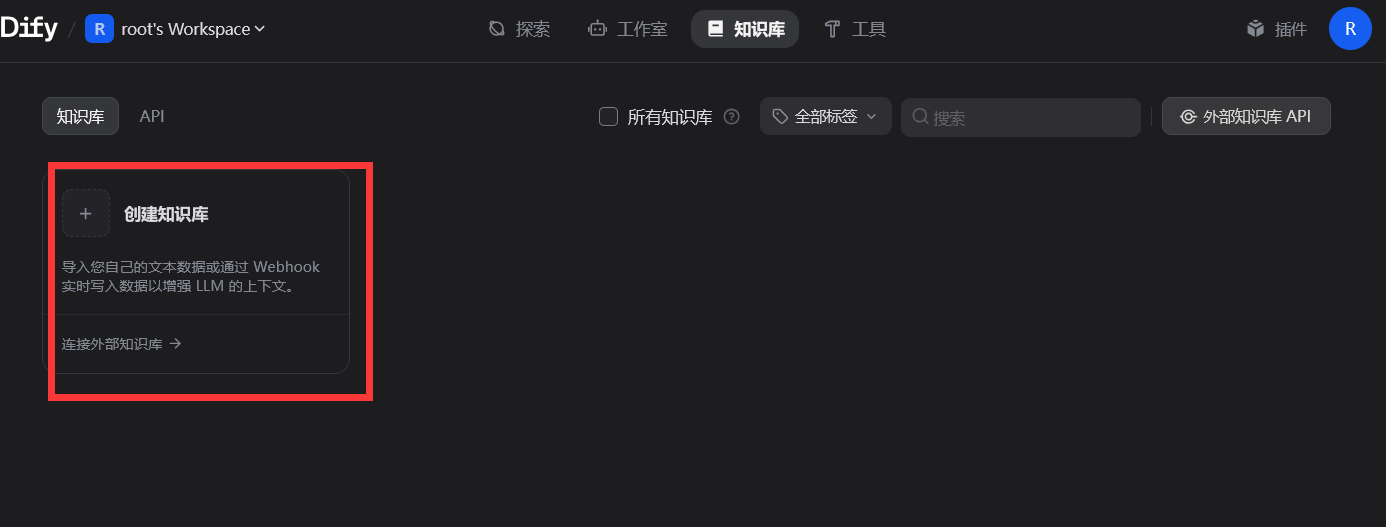 Dify / R root's Workspace 探索 工作室 知识库 工具 插件 R
知识库 API 所有知识库 全部标签 搜索 外部知识库 API
创建知识库
导入您自己的文本数据或通过 Webhook
实时写入数据以增强 LLM 的上下文。
连接外部知识库